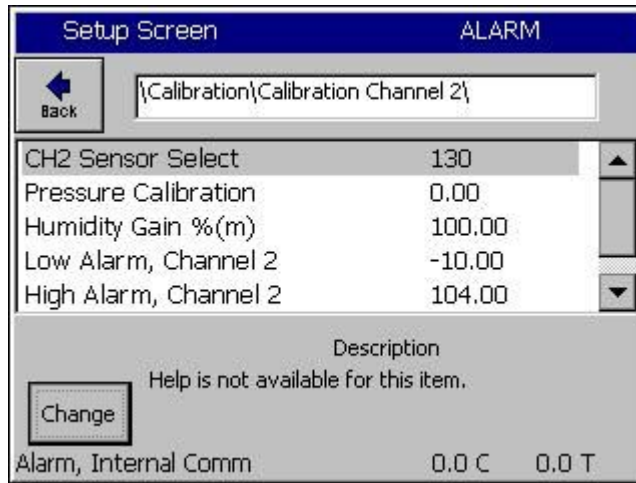 Setup Screen ALARM
Back
\Calibration\Calibration Channel 2\
CH2 Sensor Select 130
Pressure Calibration 0.00
Humidity Gain %(m) 100.00
Low Alarm, Channel 2 -10.00
High Alarm, Channel 2 104.00
Description
Help is not available for this item.
Change
Alarm, Internal Comm 0.0 C 0.0 T